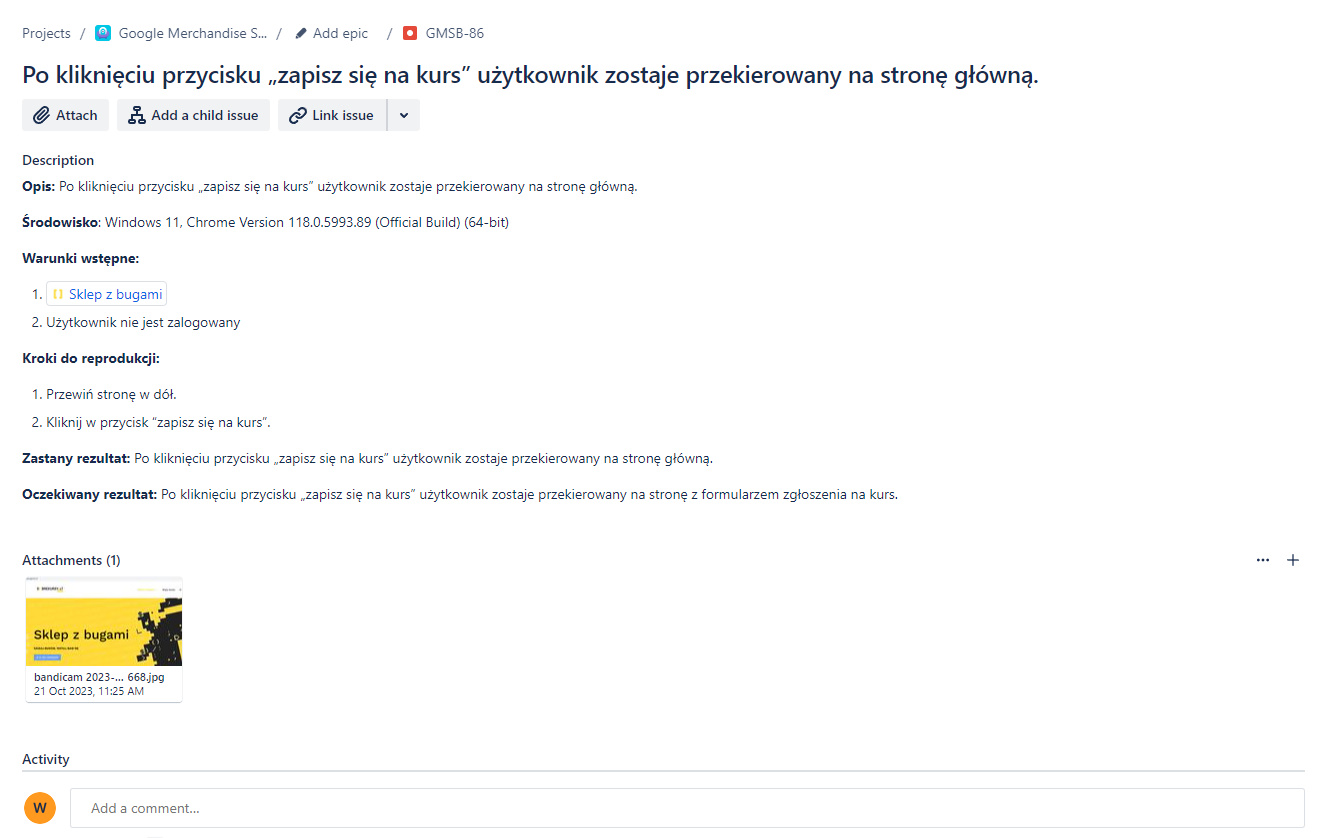 Projects / Google Merchandise S... / Add epic / GMSB-86
Po kliknięciu przycisku „zapisz się na kurs” użytkownik zostaje przekierowany na stronę główną.
Attach Add a child issue Link issue
Description
Opis: Po kliknięciu przycisku „zapisz się na kurs” użytkownik zostaje przekierowany na stronę główną.
Środowisko: Windows 11, Chrome Version 118.0.5993.89 (Official Build) (64-bit)
Warunki wstępne:
1. Sklep z bugami
2. Użytkownik nie jest zalogowany
Kroki do reprodukcji:
1. Przewiń stronę w dół.
2. Kliknij w przycisk “zapisz się na kurs”.
Zastany rezultat: Po kliknięciu przycisku „zapisz się na kurs” użytkownik zostaje przekierowany na stronę główną.
Oczekiwany rezultat: Po kliknięciu przycisku „zapisz się na kurs” użytkownik zostaje przekierowany na stronę z formularzem zgłoszenia na kurs.
Attachments (1)
Sklep z bugami
bandicam 2023-... 668.jpg
21 Oct 2023, 11:25 AM
Activity
W
Add a comment...